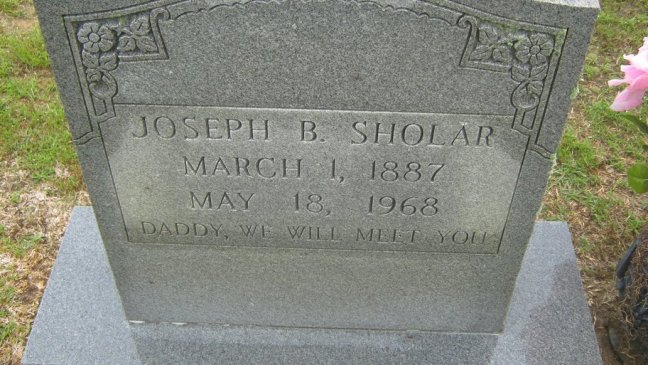 JOSEPH B. SHOLAR
MARCH 1, 1887
MAY 18, 1968
DADDY, WE WILL MEET YOU